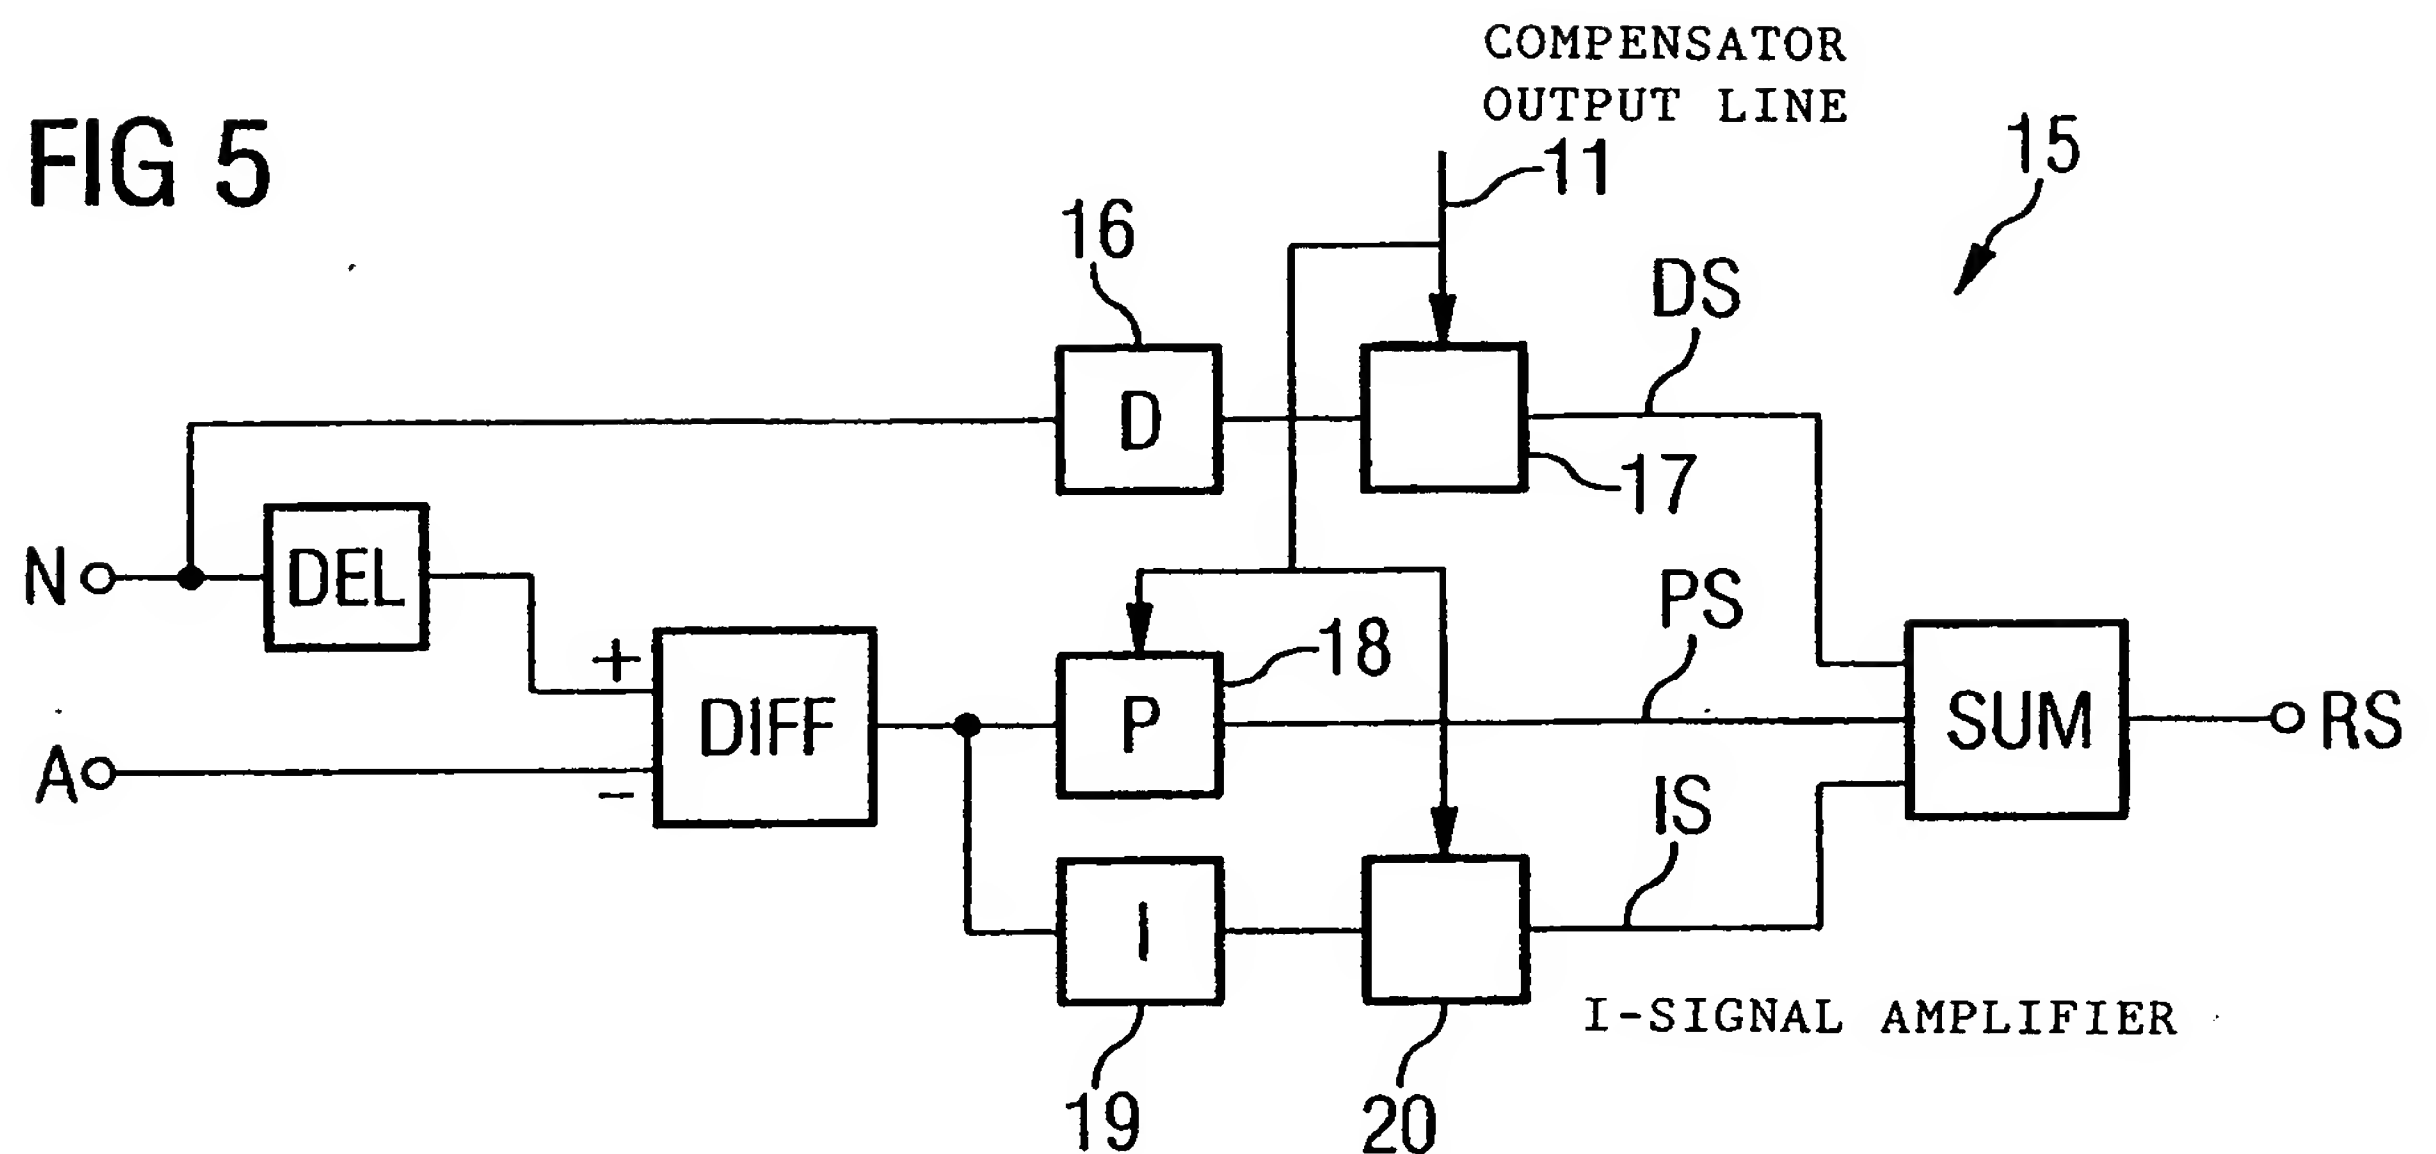 COMPENSATOR
OUTPUT LINE
FIG 5
11
15
16
DS
D
17
N
DEL
PS
+
18
DIFF
P
SUM
RS
A
-
IS
I
I-SIGNAL AMPLIFIER
19
20